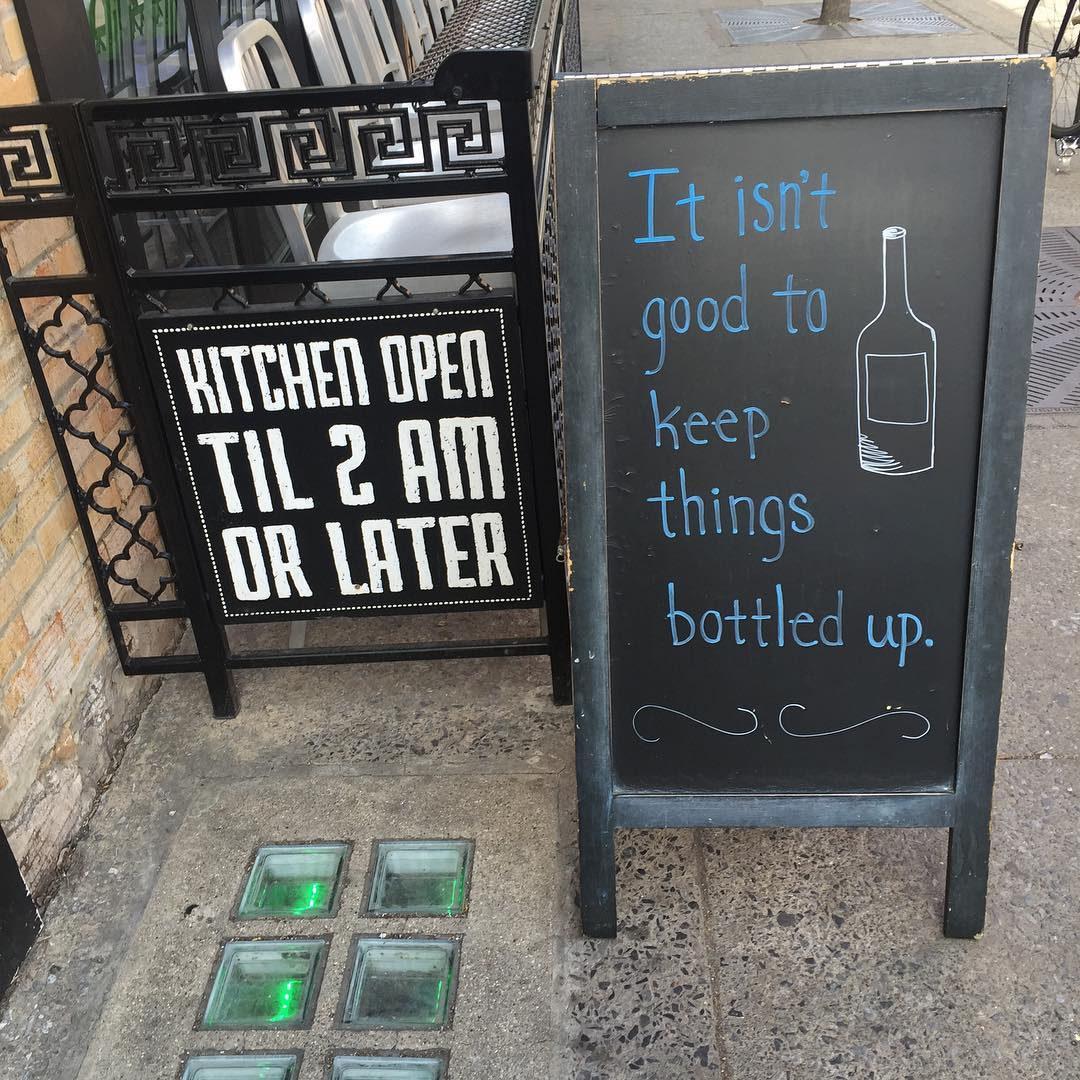 KITCHEN OPEN
TIL 2 AM
OR LATER
It isn't
good to
keep
things
bottled up.